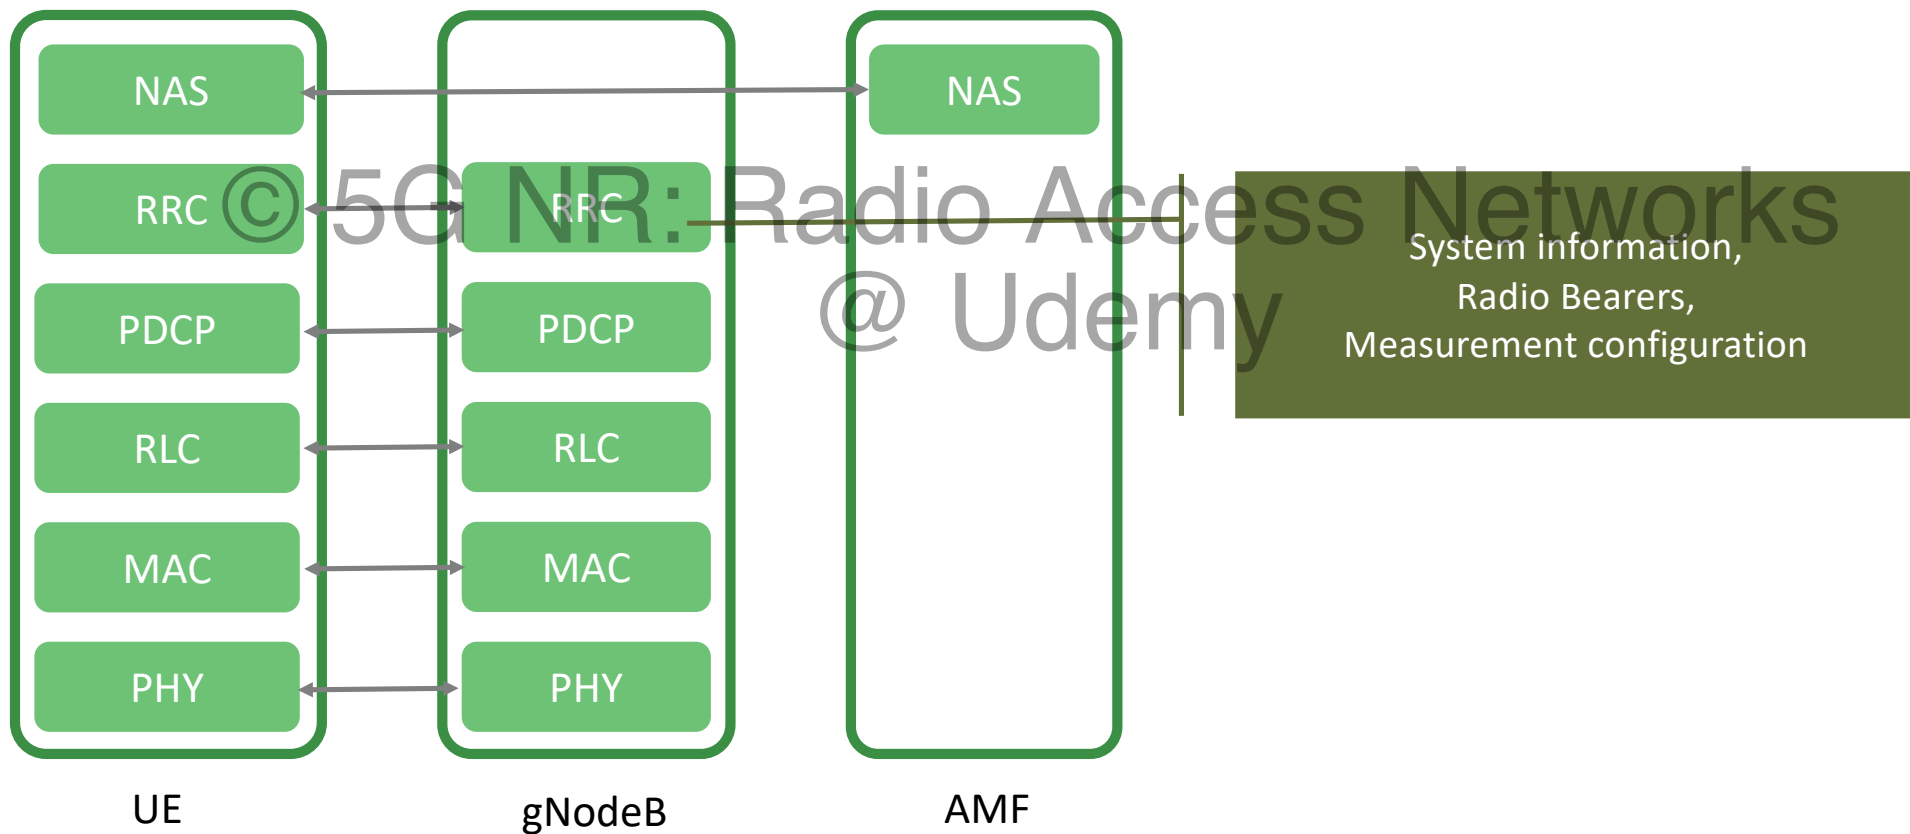 NAS
NAS
RRC
RRC
© 5G NR: Radio Access Networks
@ Udemy
System information,
Radio Bearers,
Measurement configuration
PDCP
PDCP
RLC
RLC
MAC
MAC
PHY
PHY
UE
gNodeB
AMF